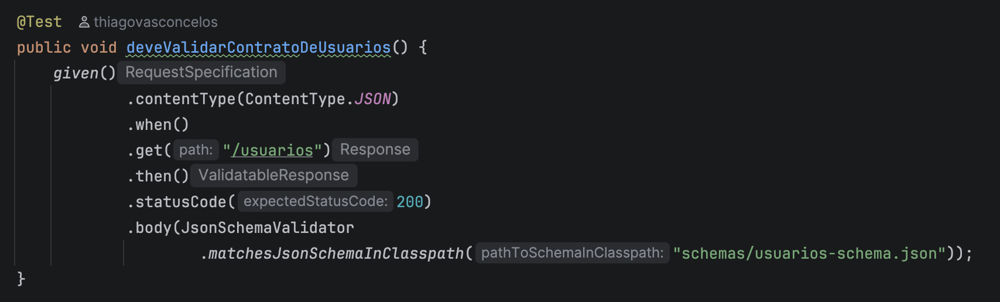 @Test thiagovasconcelos
public void deveValidarContratoDeUsuarios() {
given() RequestSpecification
.contentType(ContentType.JSON)
.when()
.get( path: "/usuarios") Response
.then() ValidatableResponse
.statusCode( expectedStatusCode: 200)
.body(JsonSchemaValidator
.matchesJsonSchemaInClasspath( pathToSchemaInClasspath: "schemas/usuarios-schema.json"));
}